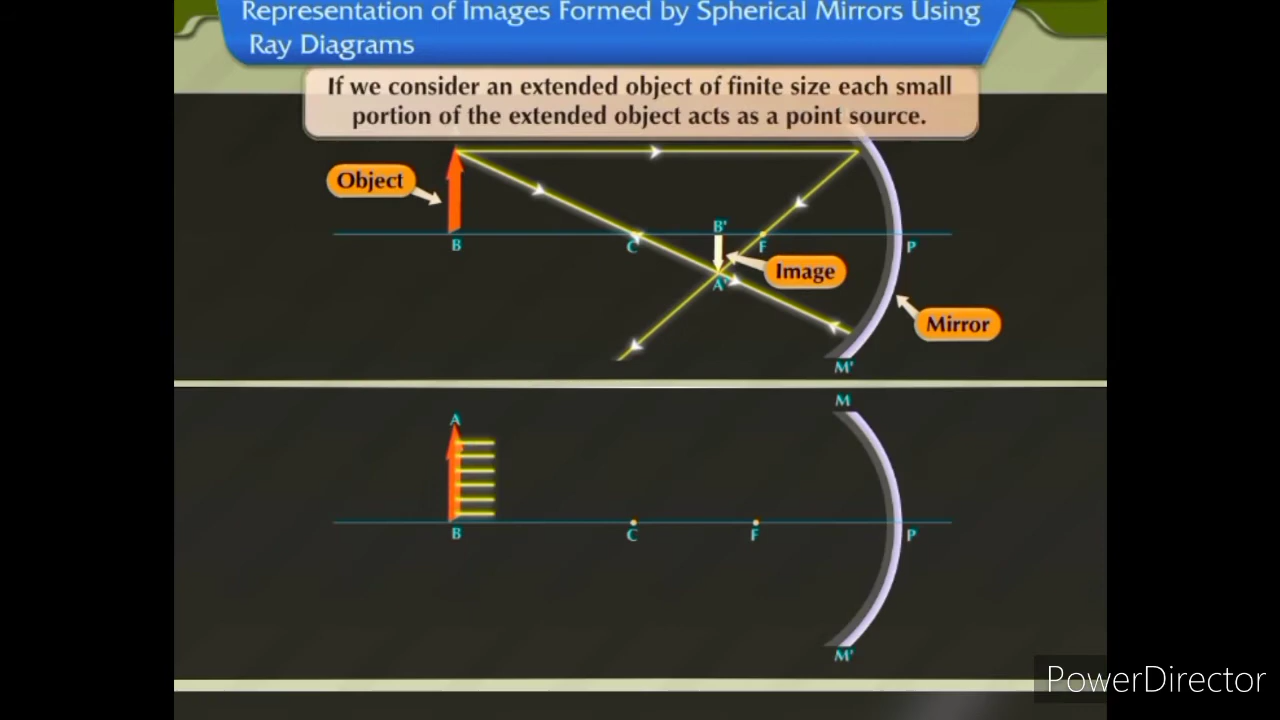 Representation of Images Formed by Spherical Mirrors Using
Ray Diagrams
If we consider an extended object of finite size each small
portion of the extended object acts as a point source.
Object
B
C
B'
F
P
A'
Image
Mirror
M'
A
M
B
C
F
P
M'
PowerDirector